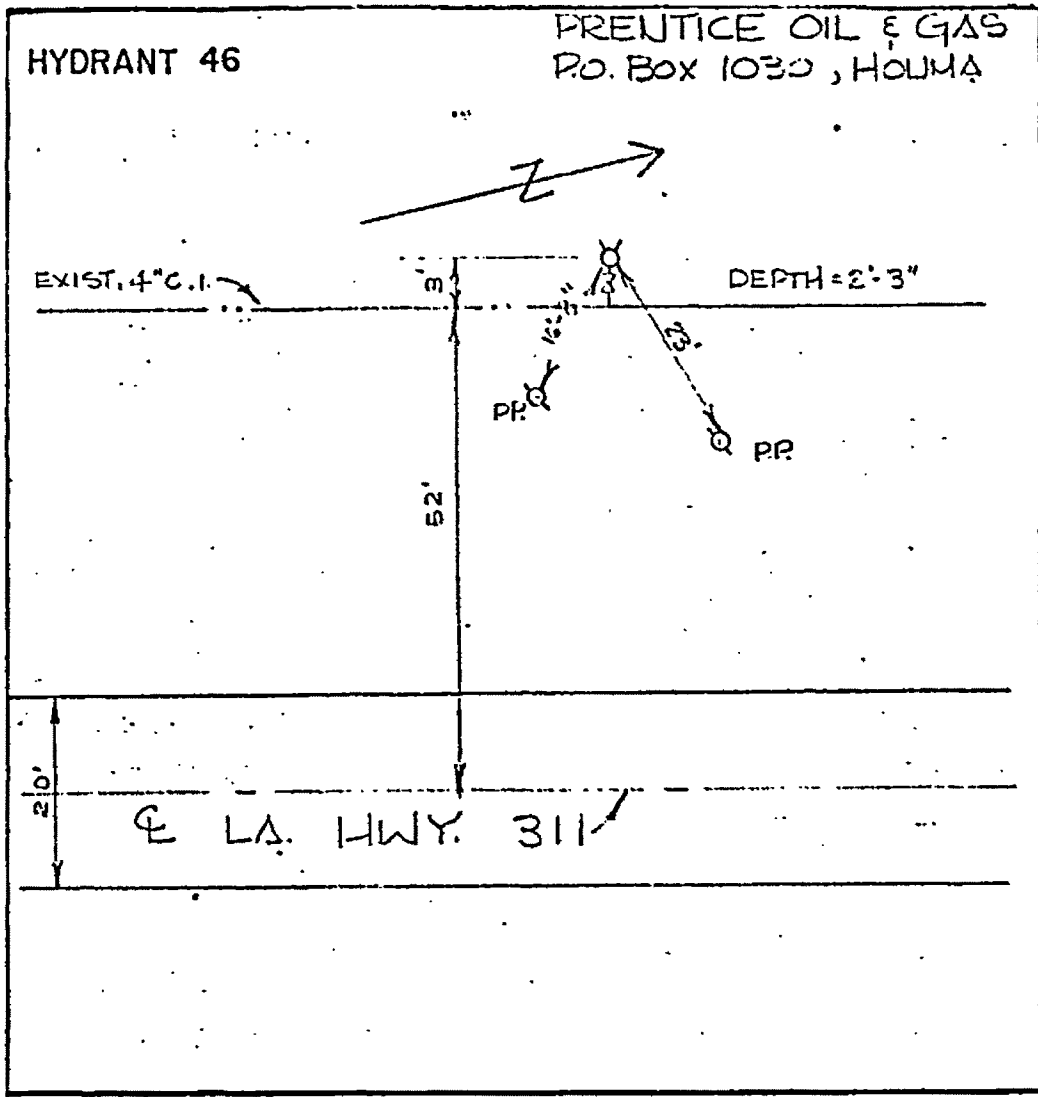 HYDRANT 46
PRENTICE OIL & GAS
P.O. BOX 1030, HOUMA
N
EXIST. 4" C.I.
3'
DEPTH = 2'-3"
23'
P.P.
P.P.
52'
20'
℄ LA. HWY. 311